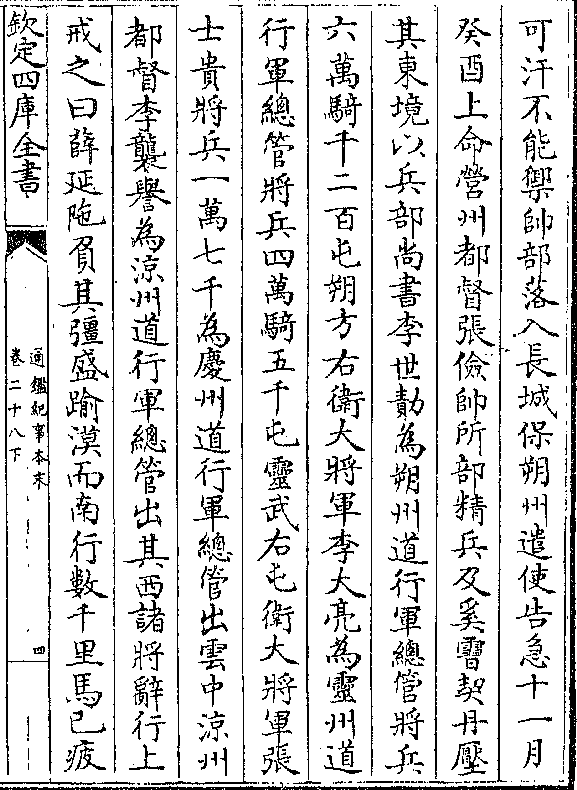 可汗不能禦帥部落入長城保朔州遣使告急十一月
癸酉上命營州都督張儉帥所部精兵及奚霫契丹壓
其東境以兵部尚書李世勣為朔州道行軍總管將兵
六萬騎千二百屯朔方右衛大將軍李大亮為靈州道
行軍總管將兵四萬騎五千屯靈武右屯衛大將軍張
士貴將兵一萬七千為慶州道行軍總管出雲中涼州
都督李襲譽為涼州道行軍總管出其西諸將辭行上
戒之曰薛延陁負其彊盛踰漠而南行數千里馬已疲
欽定四庫全書
通鑑紀事本末
卷二十八下
四